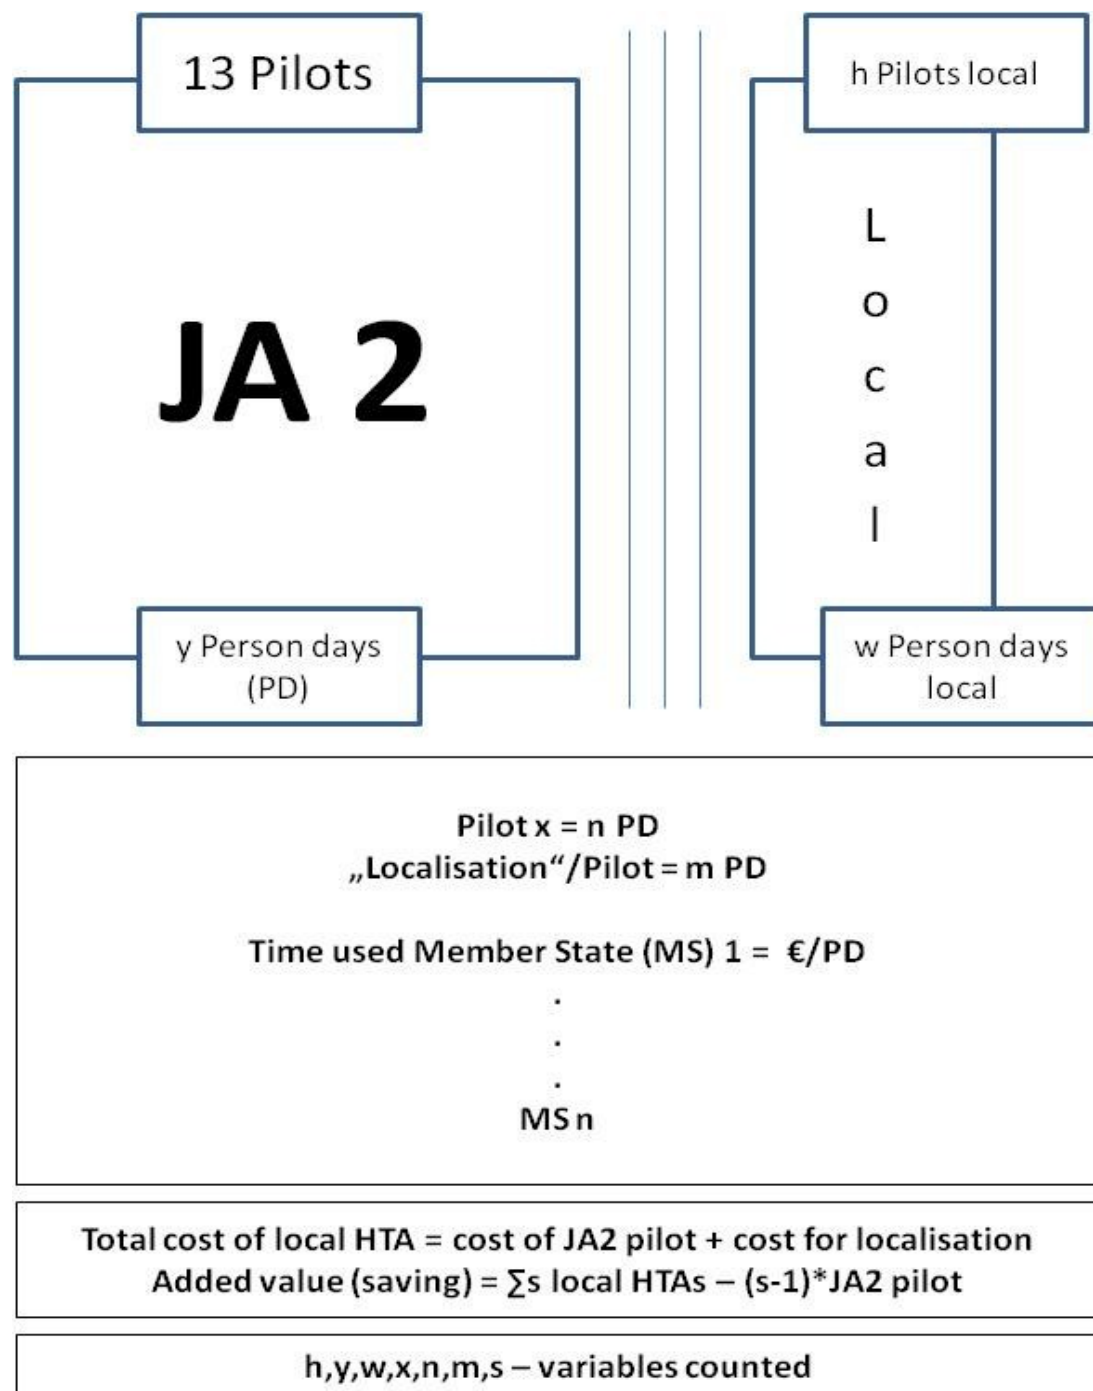 13 Pilots
JA 2
y Person days
(PD)
h Pilots local
L
o
c
a
l
w Person days
local
Pilot x = n PD
„Localisation“/Pilot = m PD
Time used Member State (MS) 1 = €/PD
.
.
.
MS n
Total cost of local HTA = cost of JA2 pilot + cost for localisation
Added value (saving) = ∑s local HTAs – (s-1)*JA2 pilot
h,y,w,x,n,m,s – variables counted